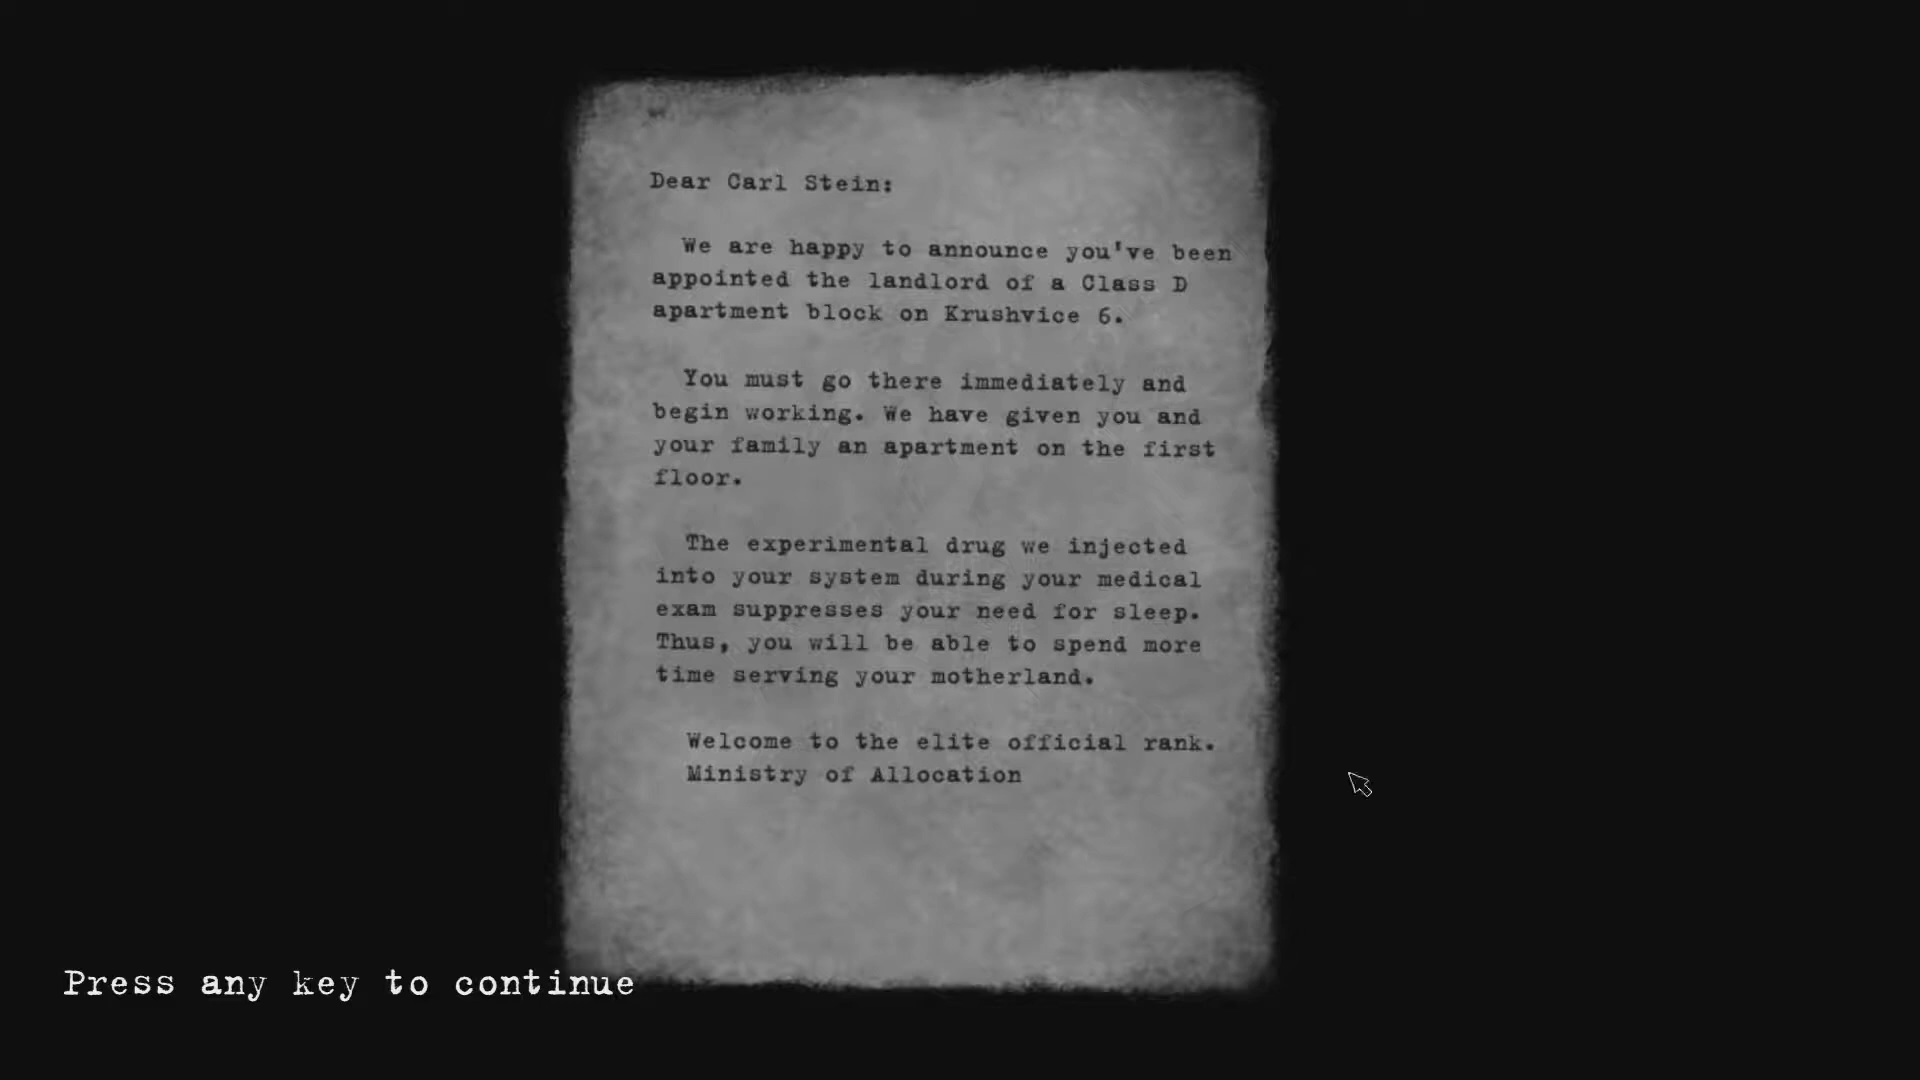 Dear Carl Stein:
We are happy to announce you've been
appointed the landlord of a Class D
apartment block on Krushvice 6.
You must go there immediately and
begin working. We have given you and
your family an apartment on the first
floor.
The experimental drug we injected
into your system during your medical
exam suppresses your need for sleep.
Thus, you will be able to spend more
time serving your motherland.
Welcome to the elite official rank.
Ministry of Allocation
Press any key to continue